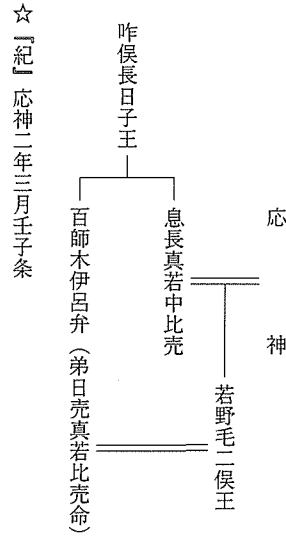 応神
若野毛二俣王
息長真若中比売
咋俣長日子王
百師木伊呂弁（弟日売真若比売命）
☆『紀』応神二年三月壬子条